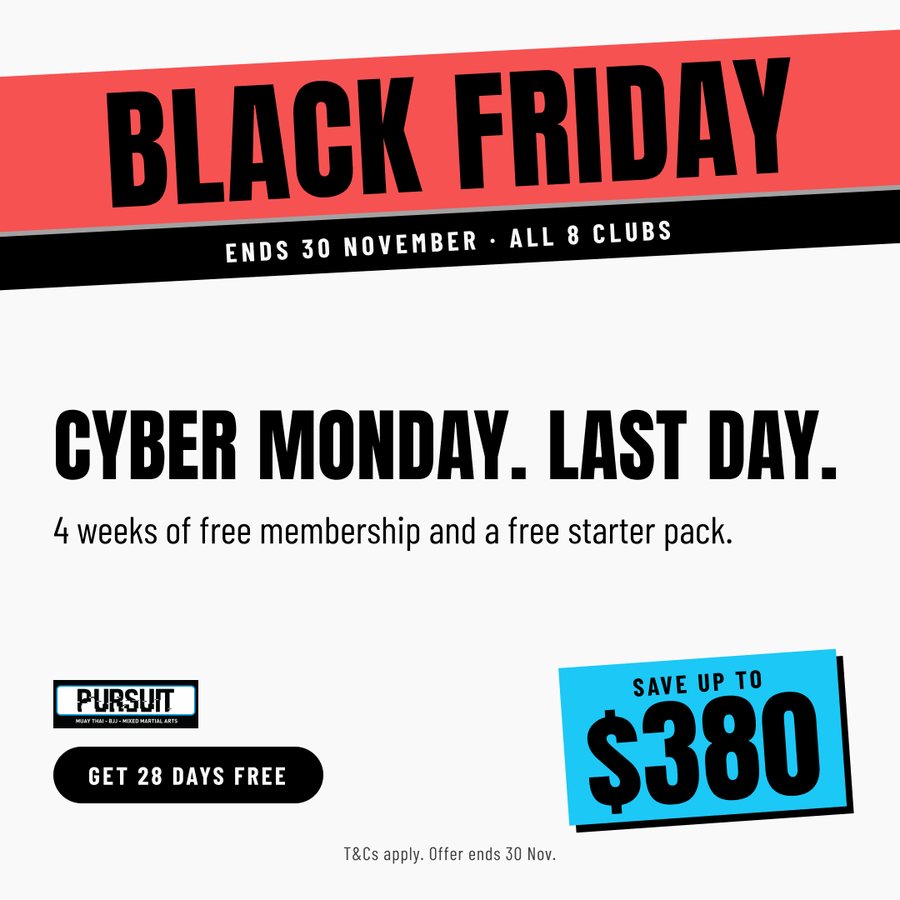 BLACK FRIDAY
ENDS 30 NOVEMBER · ALL 8 CLUBS
CYBER MONDAY. LAST DAY.
4 weeks of free membership and a free starter pack.
PURSUIT
MUAY THAI - BJJ - MIXED MARTIAL ARTS
GET 28 DAYS FREE
SAVE UP TO
$380
T&Cs apply. Offer ends 30 Nov.